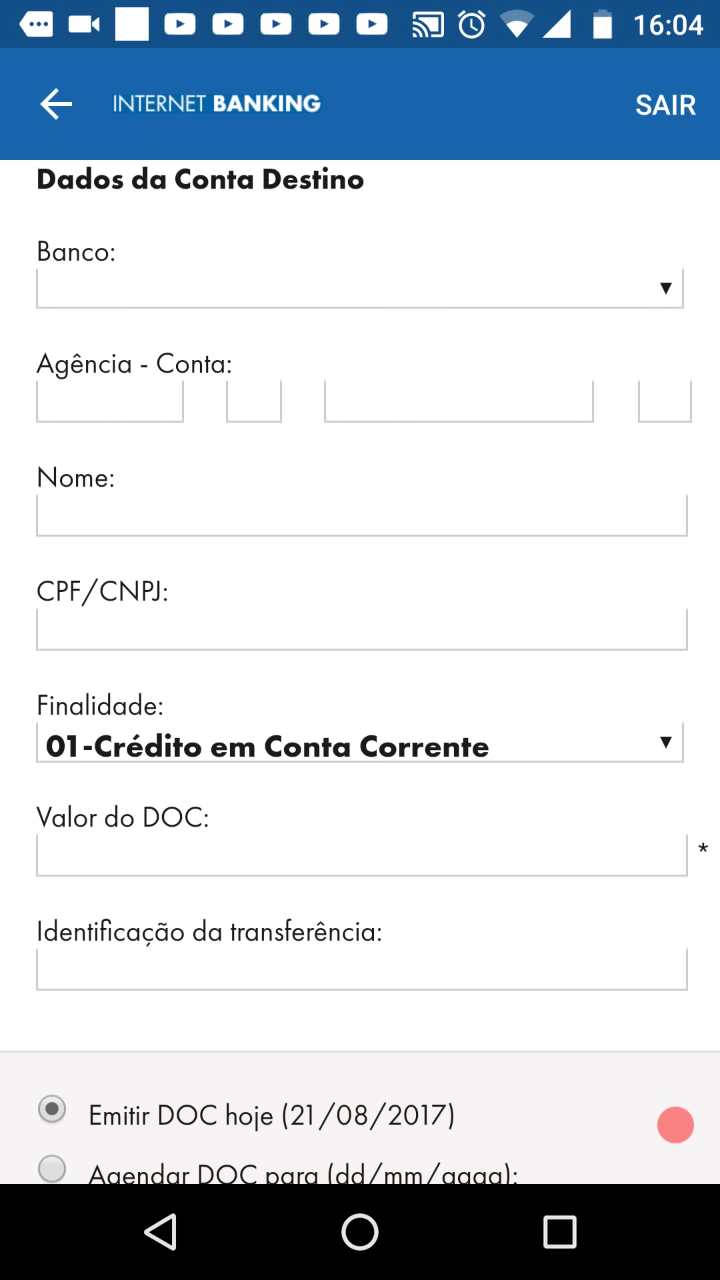 16:04
INTERNET BANKING
SAIR
Dados da Conta Destino
Banco:
Agência - Conta:
Nome:
CPF/CNPJ:
Finalidade:
01-Crédito em Conta Corrente
Valor do DOC:
*
Identificação da transferência:
Emitir DOC hoje (21/08/2017)
Agendar DOC para (dd/mm/aaaa):